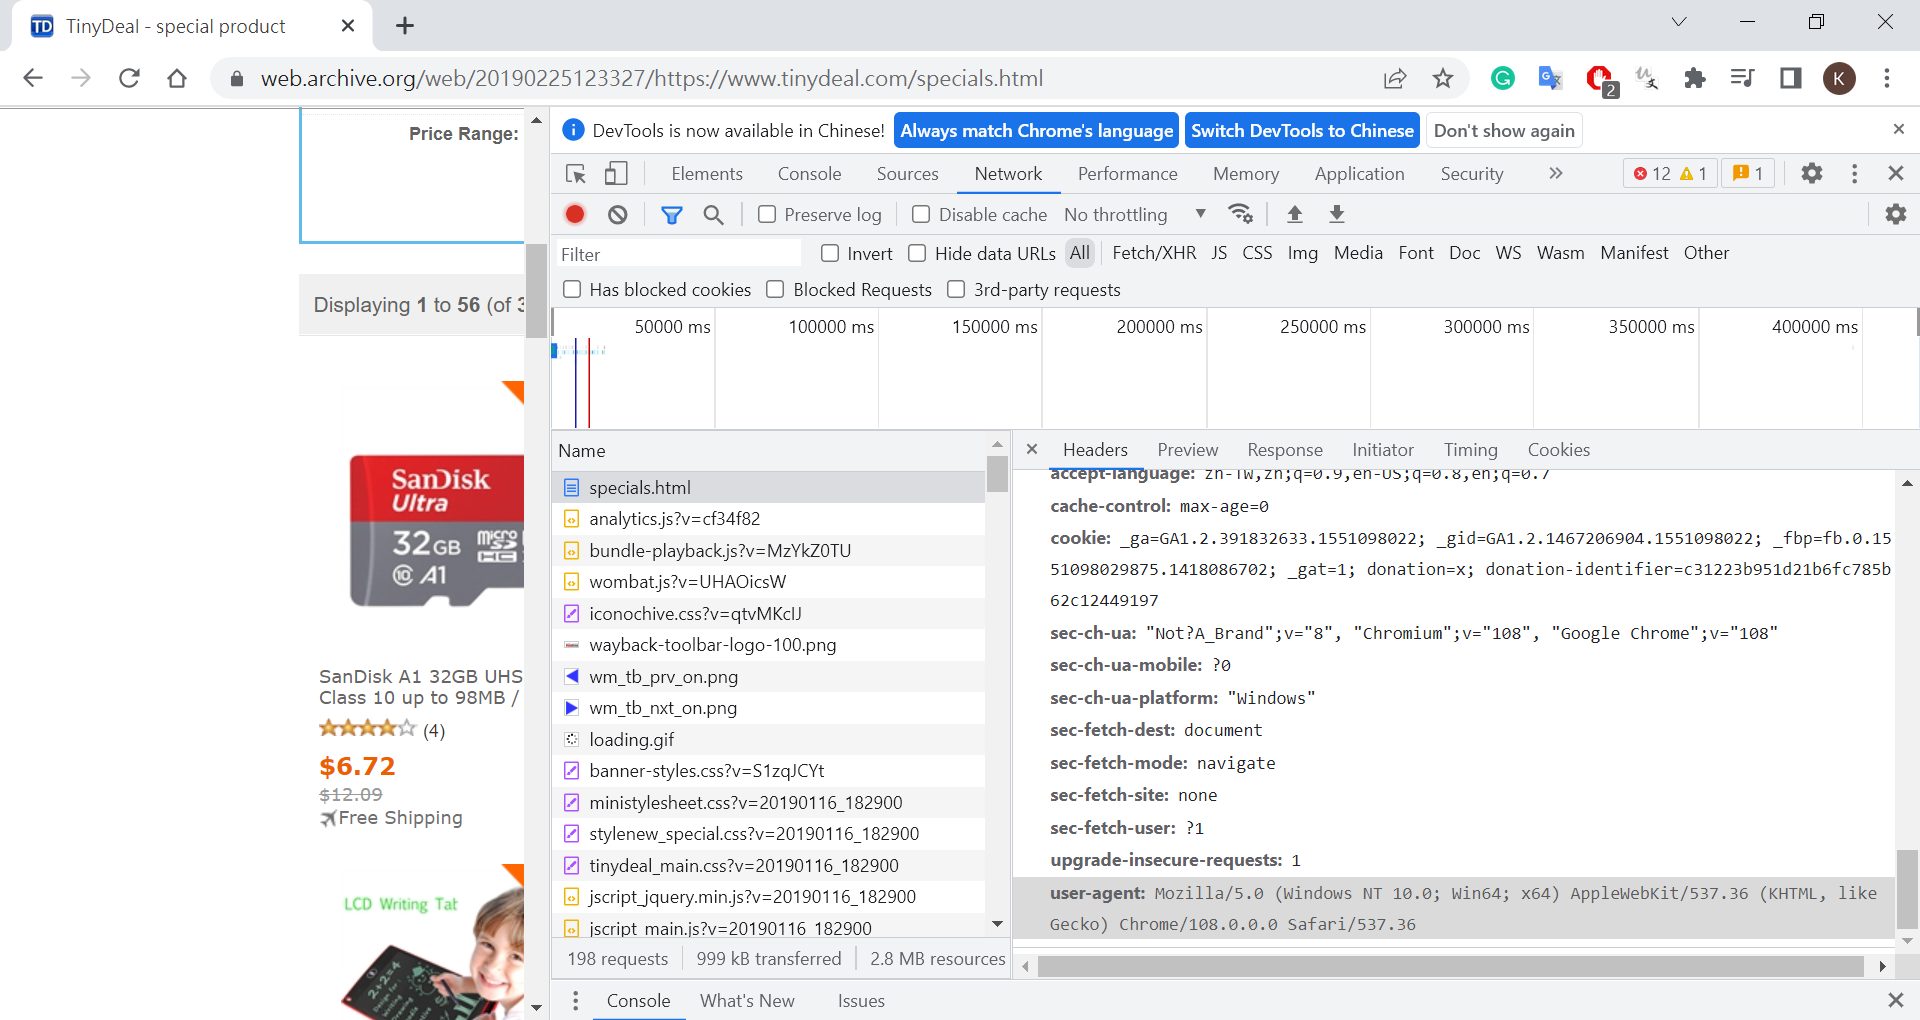 TD TinyDeal - special product
web.archive.org/web/20190225123327/https://www.tinydeal.com/specials.html
2
K
Price Range:
Displaying 1 to 56 (of
SanDisk
Ultra
32GB micro
A1
SanDisk A1 32GB UHS
Class 10 up to 98MB /
(4)
$6.72
$12.09
Free Shipping
LCD Writing Tab
DevTools is now available in Chinese! Always match Chrome's language Switch DevTools to Chinese Don't show again
Elements Console Sources Network Performance Memory Application Security 12 1 1
Preserve log Disable cache No throttling
Filter Invert Hide data URLs All Fetch/XHR JS CSS Img Media Font Doc WS Wasm Manifest Other
Has blocked cookies Blocked Requests 3rd-party requests
50000 ms 100000 ms 150000 ms 200000 ms 250000 ms 300000 ms 350000 ms 400000 ms
Name
specials.html
analytics.js?v=cf34f82
bundle-playback.js?v=MzYkZ0TU
wombat.js?v=UHAOicsW
iconochive.css?v=qtvMKcIJ
wayback-toolbar-logo-100.png
wm_tb_prv_on.png
wm_tb_nxt_on.png
loading.gif
banner-styles.css?v=S1zqJCYt
ministylesheet.css?v=20190116_182900
stylenew_special.css?v=20190116_182900
tinydeal_main.css?v=20190116_182900
jscript_jquery.min.js?v=20190116_182900
jscript_main.js?v=20190116_182900
198 requests 999 kB transferred 2.8 MB resources
Headers Preview Response Initiator Timing Cookies
accept-language: zh-TW,zh;q=0.9,en-US;q=0.8,en;q=0.7
cache-control: max-age=0
cookie: _ga=GA1.2.391832633.1551098022; _gid=GA1.2.1467206904.1551098022; _fbp=fb.0.15
51098029875.1418086702; _gat=1; donation=x; donation-identifier=c31223b951d21b6fc785b
62c12449197
sec-ch-ua: "Not?A_Brand";v="8", "Chromium";v="108", "Google Chrome";v="108"
sec-ch-ua-mobile: ?0
sec-ch-ua-platform: "Windows"
sec-fetch-dest: document
sec-fetch-mode: navigate
sec-fetch-site: none
sec-fetch-user: ?1
upgrade-insecure-requests: 1
user-agent: Mozilla/5.0 (Windows NT 10.0; Win64; x64) AppleWebKit/537.36 (KHTML, like
Gecko) Chrome/108.0.0.0 Safari/537.36
Console What's New Issues